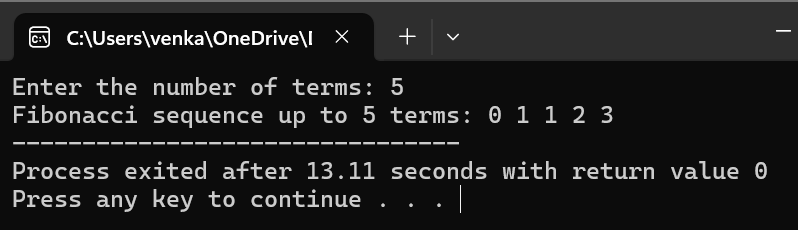 C:\Users\venka\OneDrive\I
Enter the number of terms: 5
Fibonacci sequence up to 5 terms: 0 1 1 2 3
--------------------------------
Process exited after 13.11 seconds with return value 0
Press any key to continue . . .